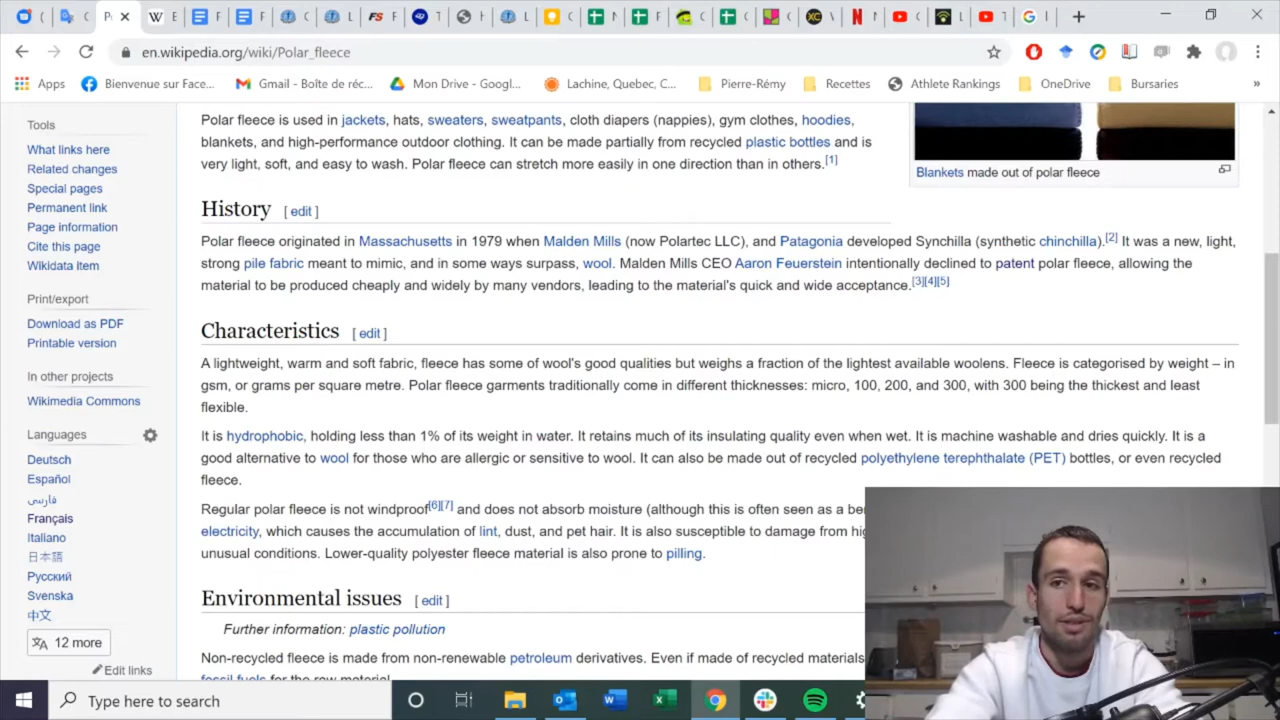 en.wikipedia.org/wiki/Polar_fleece
Apps
Bienvenue sur Face...
Gmail - Boîte de réc...
Mon Drive - Googl...
Lachine, Quebec, C...
Pierre-Rémy
Recettes
Athlete Rankings
OneDrive
Bursaries
»
Tools
What links here
Related changes
Special pages
Permanent link
Page information
Cite this page
Wikidata item
Print/export
Download as PDF
Printable version
In other projects
Wikimedia Commons
Languages
Deutsch
Español
فارسی
Français
Italiano
日本語
Русский
Svenska
中文
12 more
Edit links
Polar fleece is used in jackets, hats, sweaters, sweatpants, cloth diapers (nappies), gym clothes, hoodies,
blankets, and high-performance outdoor clothing. It can be made partially from recycled plastic bottles and is
very light, soft, and easy to wash. Polar fleece can stretch more easily in one direction than in others.[1]
Blankets made out of polar fleece
History [ edit ]
Polar fleece originated in Massachusetts in 1979 when Malden Mills (now Polartec LLC), and Patagonia developed Synchilla (synthetic chinchilla).[2] It was a new, light,
strong pile fabric meant to mimic, and in some ways surpass, wool. Malden Mills CEO Aaron Feuerstein intentionally declined to patent polar fleece, allowing the
material to be produced cheaply and widely by many vendors, leading to the material's quick and wide acceptance.[3][4][5]
Characteristics [ edit ]
A lightweight, warm and soft fabric, fleece has some of wool's good qualities but weighs a fraction of the lightest available woolens. Fleece is categorised by weight – in
gsm, or grams per square metre. Polar fleece garments traditionally come in different thicknesses: micro, 100, 200, and 300, with 300 being the thickest and least
flexible.
It is hydrophobic, holding less than 1% of its weight in water. It retains much of its insulating quality even when wet. It is machine washable and dries quickly. It is a
good alternative to wool for those who are allergic or sensitive to wool. It can also be made out of recycled polyethylene terephthalate (PET) bottles, or even recycled
fleece.
Regular polar fleece is not windproof[6][7] and does not absorb moisture (although this is often seen as a
electricity, which causes the accumulation of lint, dust, and pet hair. It is also susceptible to damage from
unusual conditions. Lower-quality polyester fleece material is also prone to pilling.
Environmental issues [ edit ]
Further information: plastic pollution
Non-recycled fleece is made from non-renewable petroleum derivatives. Even if made of recycled materials
fossil fuels for the raw material
Type here to search